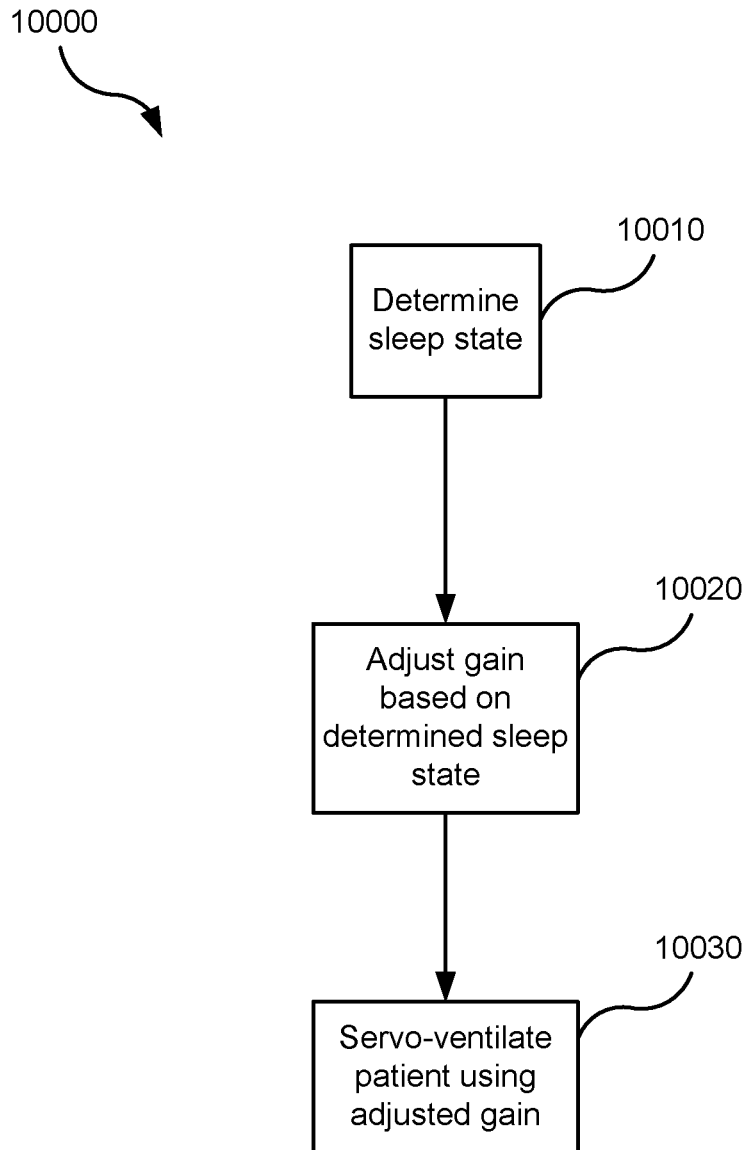 10000
10010
Determine
sleep state
10020
Adjust gain
based on
determined sleep
state
10030
Servo-ventilate
patient using
adjusted gain